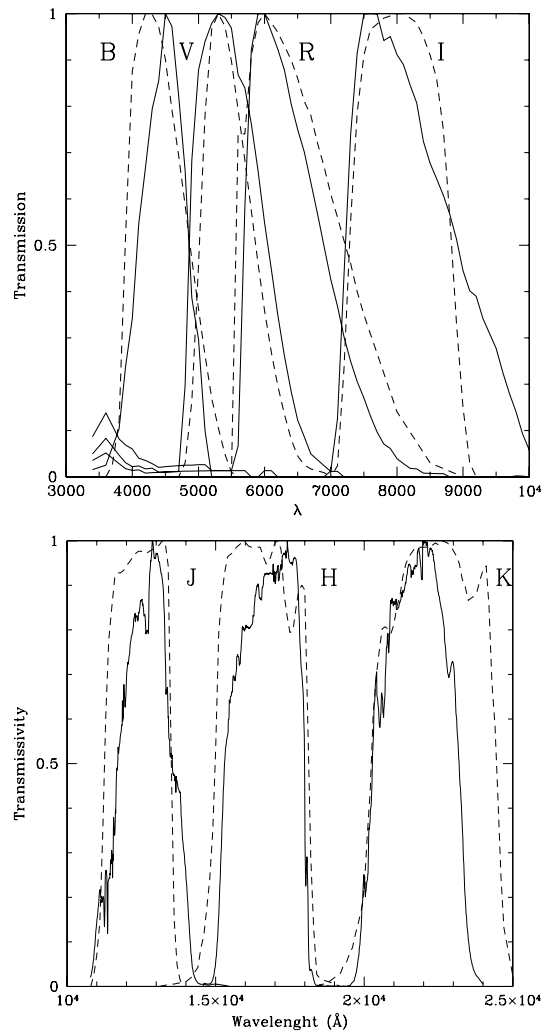 1
B V R I
Transmission
0.5
0
3000 4000 5000 6000 7000 8000 9000 10⁴
λ
1
J H K
Transmissivity
0.5
0
10⁴ 1.5×10⁴ 2×10⁴ 2.5×10⁴
Wavelenght (Å)